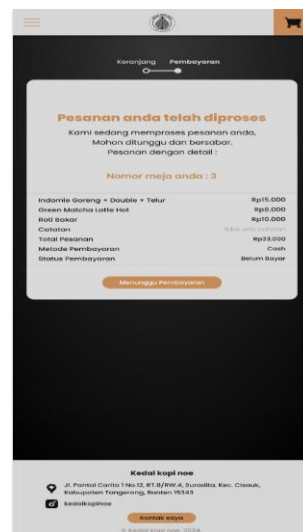 Keranjang Pembayaran
Pesanan anda telah diproses
Kami sedang memproses pesanan anda,
Mohon ditunggu dan bersabar.
Pesanan dengan detail :
Nomor meja anda : 3
Indomie Goreng + Double + Telur Rp15.000
Green Matcha Latte Hot Rp8.000
Roti Bakar Rp10.000
Catatan Tidak ada catatan
Total Pesanan Rp33.000
Metode Pembayaran Cash
Status Pembayaran Belum Bayar
Menunggu Pembayaran
Kedai kopi noe
Jl. Pantai Carita 1 No.12, RT.8/RW.4, Suradita, Kec. Cisauk,
Kabupaten Tangerang, Banten 15343
kedaikopinoe
Kontak saya
© Kedai kopi noe, 2024